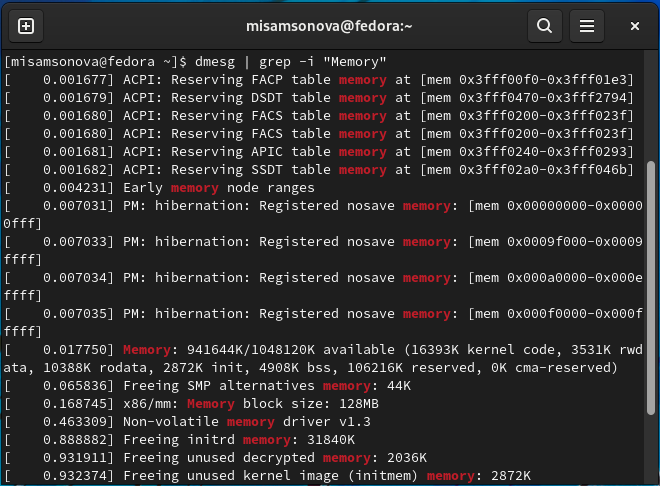 misamsonova@fedora:~
[misamsonova@fedora ~]$ dmesg | grep -i "Memory"
[    0.001677] ACPI: Reserving FACP table memory at [mem 0x3fff00f0-0x3fff01e3]
[    0.001679] ACPI: Reserving DSDT table memory at [mem 0x3fff0470-0x3fff2794]
[    0.001680] ACPI: Reserving FACS table memory at [mem 0x3fff0200-0x3fff023f]
[    0.001680] ACPI: Reserving FACS table memory at [mem 0x3fff0200-0x3fff023f]
[    0.001681] ACPI: Reserving APIC table memory at [mem 0x3fff0240-0x3fff0293]
[    0.001682] ACPI: Reserving SSDT table memory at [mem 0x3fff02a0-0x3fff046b]
[    0.004231] Early memory node ranges
[    0.007031] PM: hibernation: Registered nosave memory: [mem 0x00000000-0x0000
0fff]
[    0.007033] PM: hibernation: Registered nosave memory: [mem 0x0009f000-0x0009
ffff]
[    0.007034] PM: hibernation: Registered nosave memory: [mem 0x000a0000-0x000e
ffff]
[    0.007035] PM: hibernation: Registered nosave memory: [mem 0x000f0000-0x000f
ffff]
[    0.017750] Memory: 941644K/1048120K available (16393K kernel code, 3531K rwd
ata, 10388K rodata, 2872K init, 4908K bss, 106216K reserved, 0K cma-reserved)
[    0.065836] Freeing SMP alternatives memory: 44K
[    0.168745] x86/mm: Memory block size: 128MB
[    0.463309] Non-volatile memory driver v1.3
[    0.888882] Freeing initrd memory: 31840K
[    0.931911] Freeing unused decrypted memory: 2036K
[    0.932374] Freeing unused kernel image (initmem) memory: 2872K